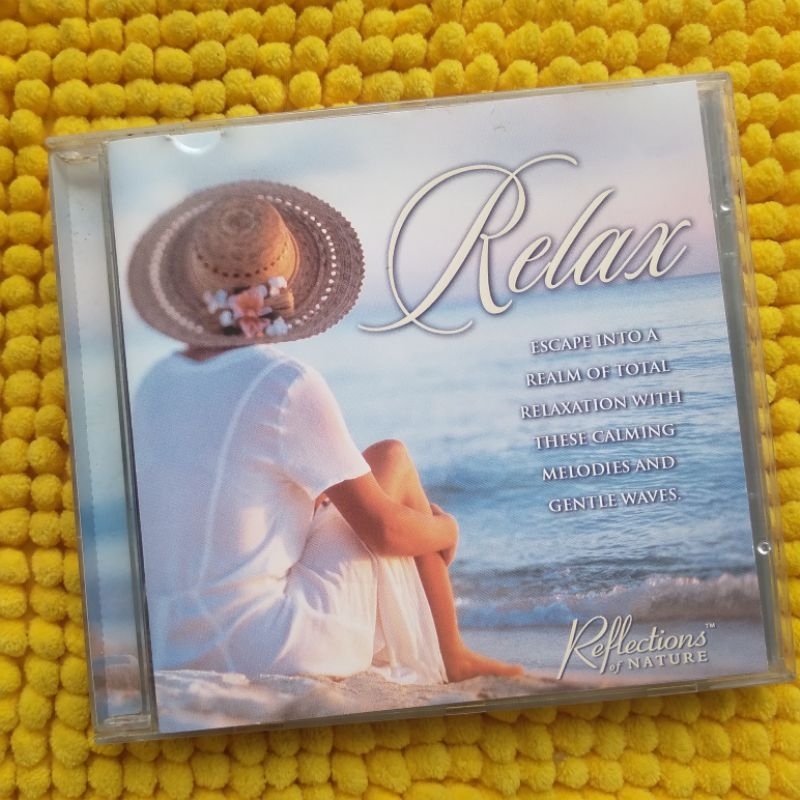 Relax
ESCAPE INTO A
REALM OF TOTAL
RELAXATION WITH
THESE CALMING
MELODIES AND
GENTLE WAVES.
Reflections™
of NATURE